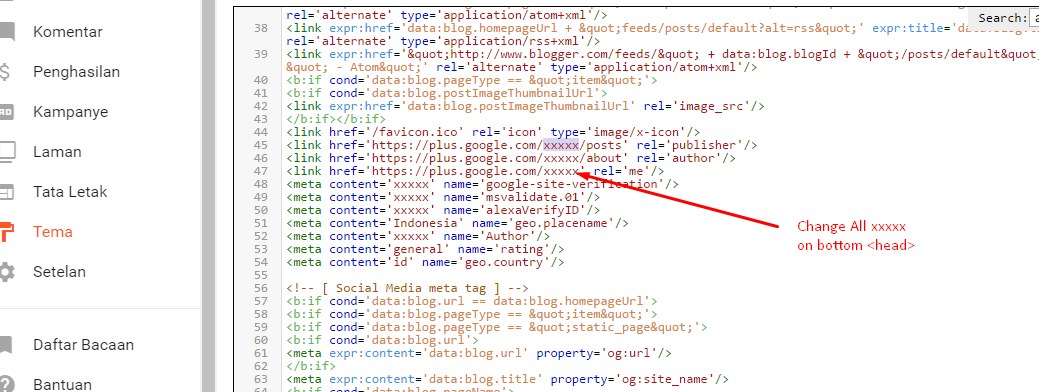 Komentar
Penghasilan
Kampanye
Laman
Tata Letak
Tema
Setelan
Daftar Bacaan
Bantuan
Search:
rel='alternate' type='application/atom+xml'/>
38 <link expr:href='data:blog.homepageUrl + &quot;feeds/posts/default?alt=rss&quot;' expr:title='data:blog.
rel='alternate' type='application/rss+xml'/>
39 <link expr:href='&quot;http://www.blogger.com/feeds/&quot; + data:blog.blogId + &quot;/posts/default&quot;
&quot; - Atom&quot;' rel='alternate' type='application/atom+xml'/>
40 <b:if cond='data:blog.pageType == &quot;item&quot;'>
41 <b:if cond='data:blog.postImageThumbnailUrl'>
42 <link expr:href='data:blog.postImageThumbnailUrl' rel='image_src'/>
43 </b:if></b:if>
44 <link href='/favicon.ico' rel='icon' type='image/x-icon'/>
45 <link href='https://plus.google.com/xxxxx/posts' rel='publisher'/>
46 <link href='https://plus.google.com/xxxxx/about' rel='author'/>
47 <link href='https://plus.google.com/xxxxx' rel='me'/>
48 <meta content='xxxxx' name='google-site-verification'/>
49 <meta content='xxxxx' name='msvalidate.01'/>
50 <meta content='xxxxx' name='alexaVerifyID'/>
51 <meta content='Indonesia' name='geo.placename'/>
52 <meta content='xxxxx' name='Author'/>
53 <meta content='general' name='rating'/>
54 <meta content='id' name='geo.country'/>
55
56 <!-- [ Social Media meta tag ] -->
57 <b:if cond='data:blog.url == data:blog.homepageUrl'>
58 <b:if cond='data:blog.pageType == &quot;item&quot;'>
59 <b:if cond='data:blog.pageType == &quot;static_page&quot;'>
60 <b:if cond='data:blog.url'>
61 <meta expr:content='data:blog.url' property='og:url'/>
62 </b:if>
63 <meta expr:content='data:blog.title' property='og:site_name'/>
64 <b:if cond='data:blog.pageName'>
Change All xxxxx
on bottom <head>